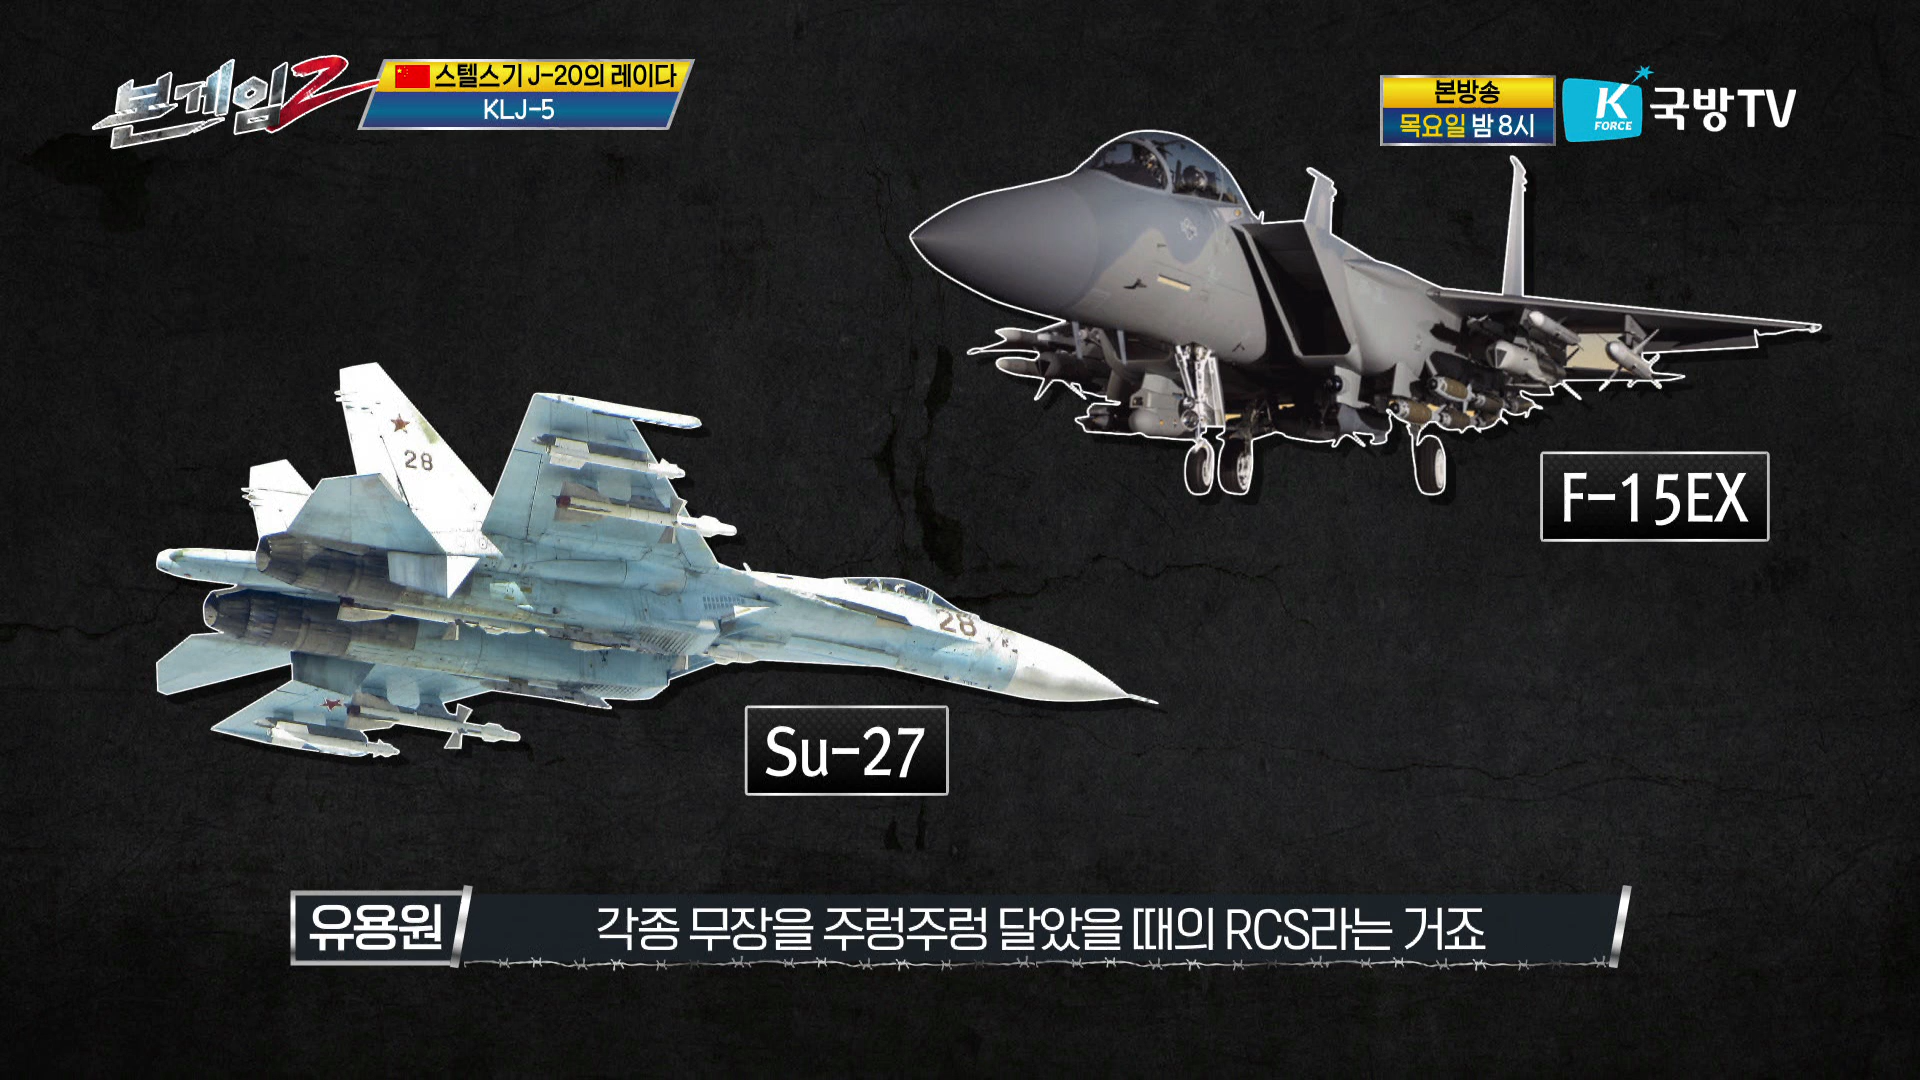 본게임2
스텔스기 J-20의 레이다
KLJ-5
본방송
목요일 밤 8시
K
FORCE
국방TV
F-15EX
28
28
Su-27
유용원
각종 무장을 주렁주렁 달았을 때의 RCS라는 거죠